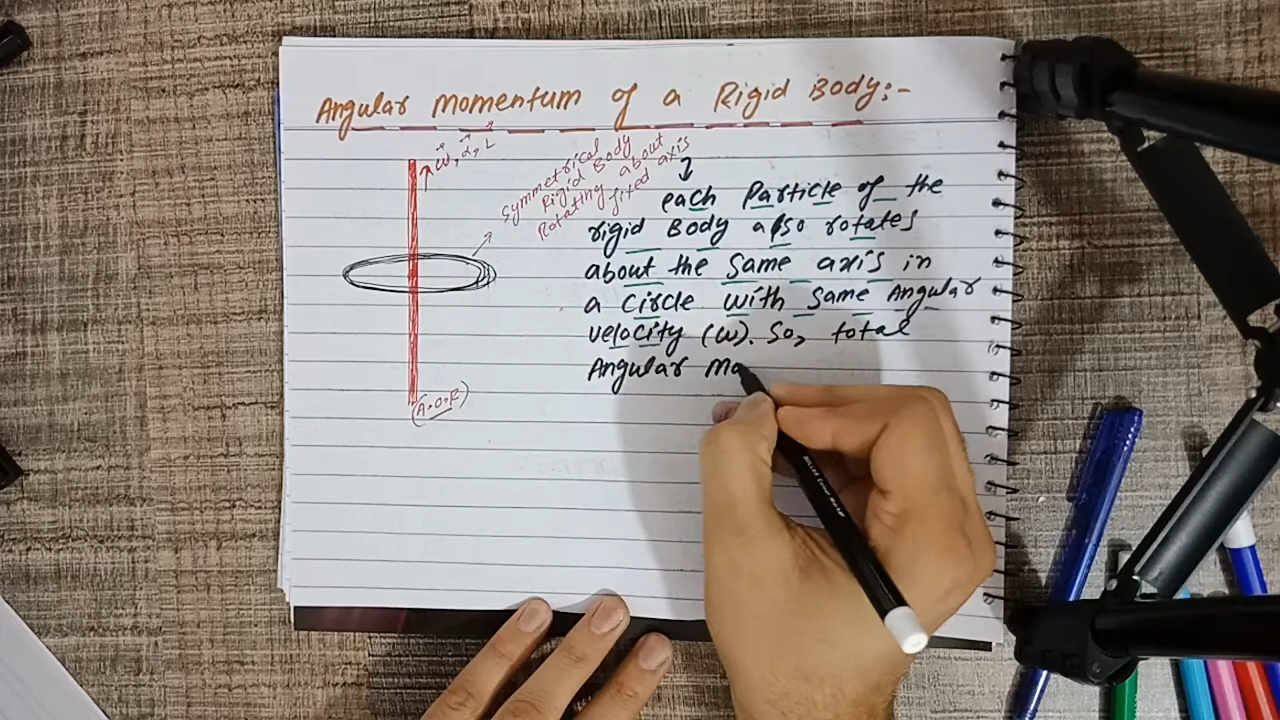 Angular Momentum of a Rigid Body:-
ω⃗, α⃗, L⃗
Symmetrical
Rigid Body
Rotating about
fixed axis
each Particle of the
rigid Body also rotates
about the same axis in
a circle with same Angular
velocity (ω). So, total
Angular Mo
(A.O.R)